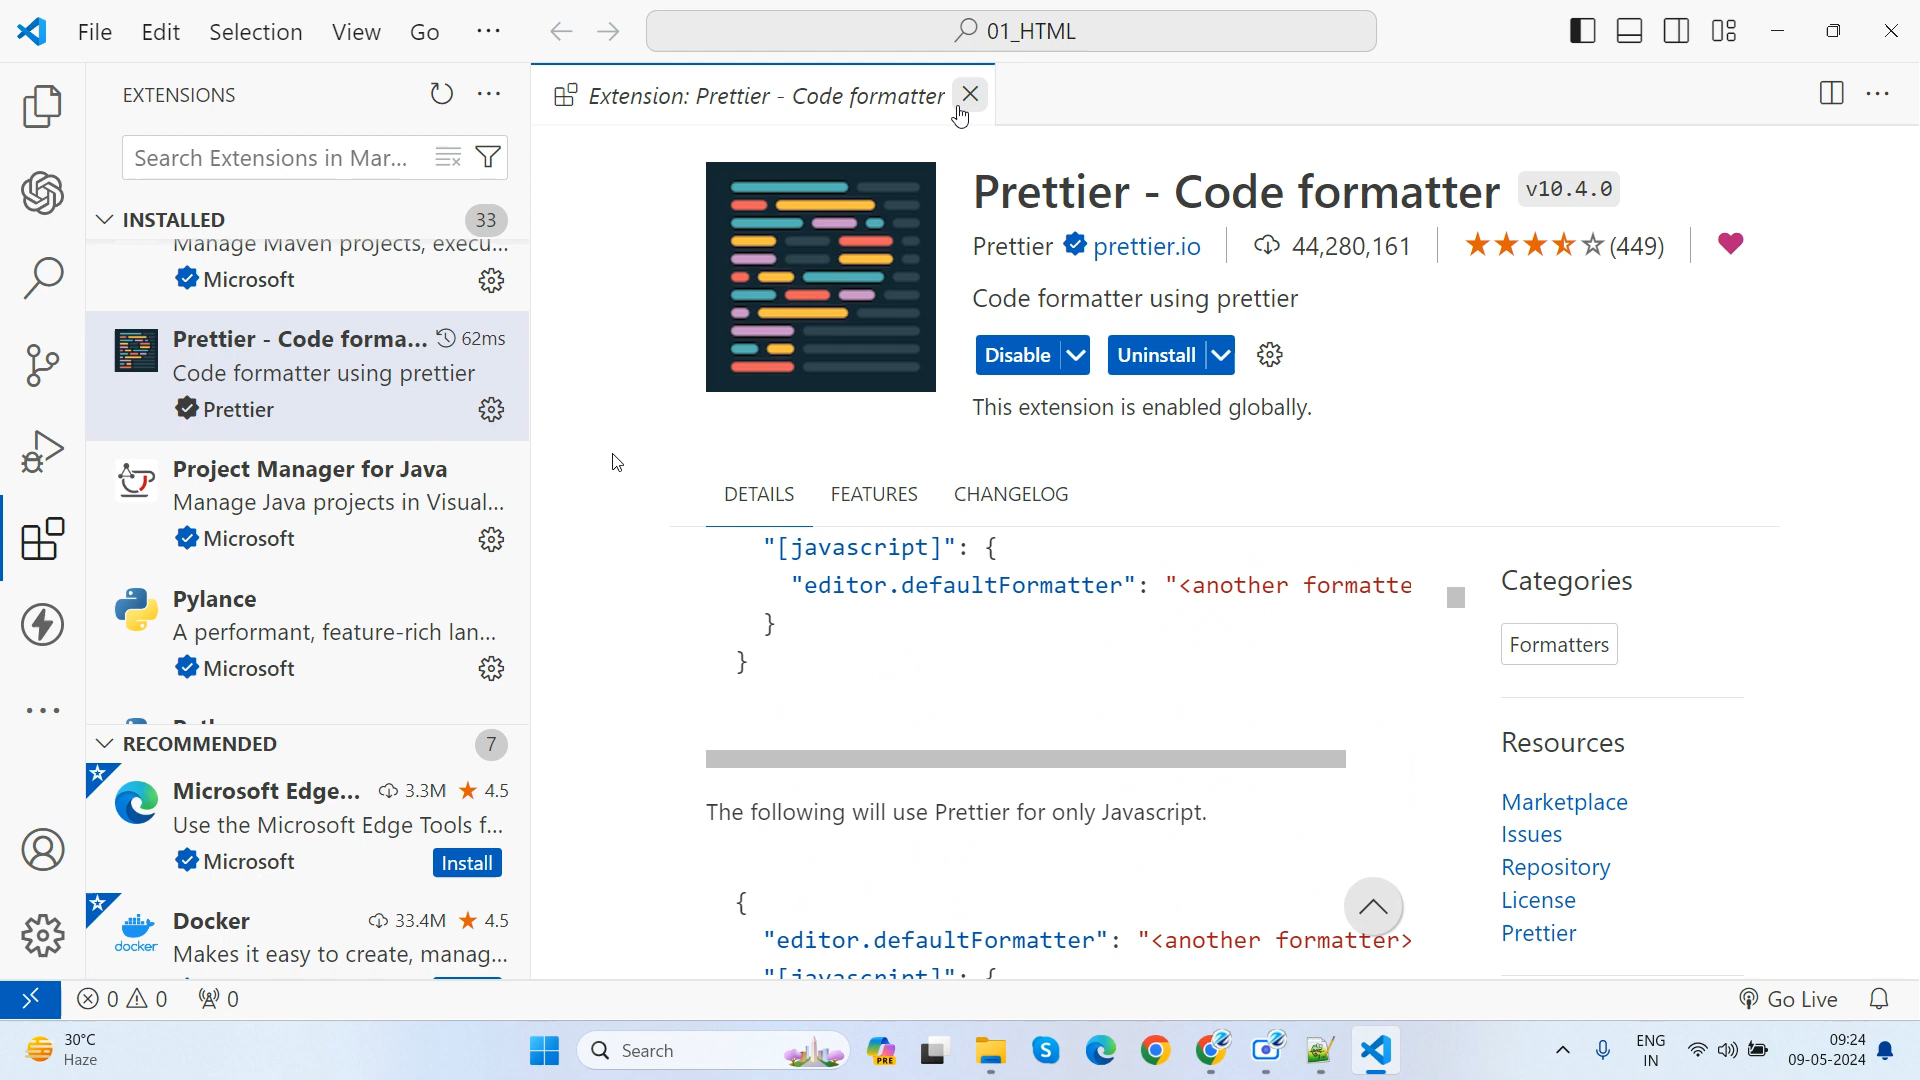 File Edit Selection View Go ···
01_HTML
EXTENSIONS
Search Extensions in Mar...
INSTALLED 33
Manage Maven projects, execu...
Microsoft
Prettier - Code forma... 62ms
Code formatter using prettier
Prettier
Project Manager for Java
Manage Java projects in Visual...
Microsoft
Pylance
A performant, feature-rich lan...
Microsoft
RECOMMENDED 7
Microsoft Edge... 3.3M 4.5
Use the Microsoft Edge Tools f...
Microsoft Install
Docker 33.4M 4.5
docker
Makes it easy to create, manag...
Extension: Prettier - Code formatter
Prettier - Code formatter v10.4.0
Prettier prettier.io 44,280,161 (449)
Code formatter using prettier
Disable Uninstall
This extension is enabled globally.
DETAILS FEATURES CHANGELOG
"[javascript]": {
"editor.defaultFormatter": "<another formatte
}
}
The following will use Prettier for only Javascript.
{
"editor.defaultFormatter": "<another formatter>
"[javascript]": {
Categories
Formatters
Resources
Marketplace
Issues
Repository
License
Prettier
0 0 0
Go Live
30°C
Haze
Search
PRE
ENG
IN
09:24
09-05-2024